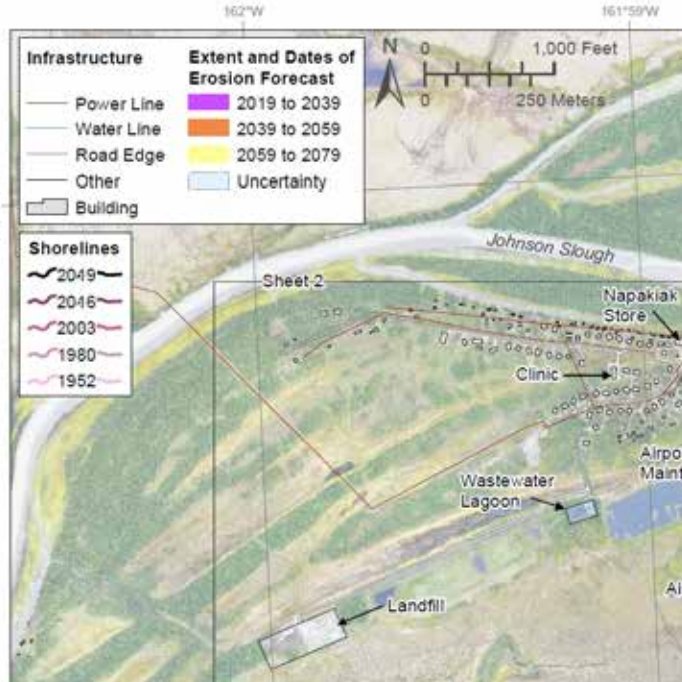 162°W
161°59'W
Infrastructure
Power Line
Water Line
Road Edge
Other
Building
Extent and Dates of
Erosion Forecast
2019 to 2039
2039 to 2059
2059 to 2079
Uncertainty
N
0
1,000 Feet
0
250 Meters
Shorelines
2049
2046
2003
1980
1952
Johnson Slough
Sheet 2
Napakiak
Store
Clinic
Wastewater
Lagoon
Airpo
Maint
Landfill
Ai